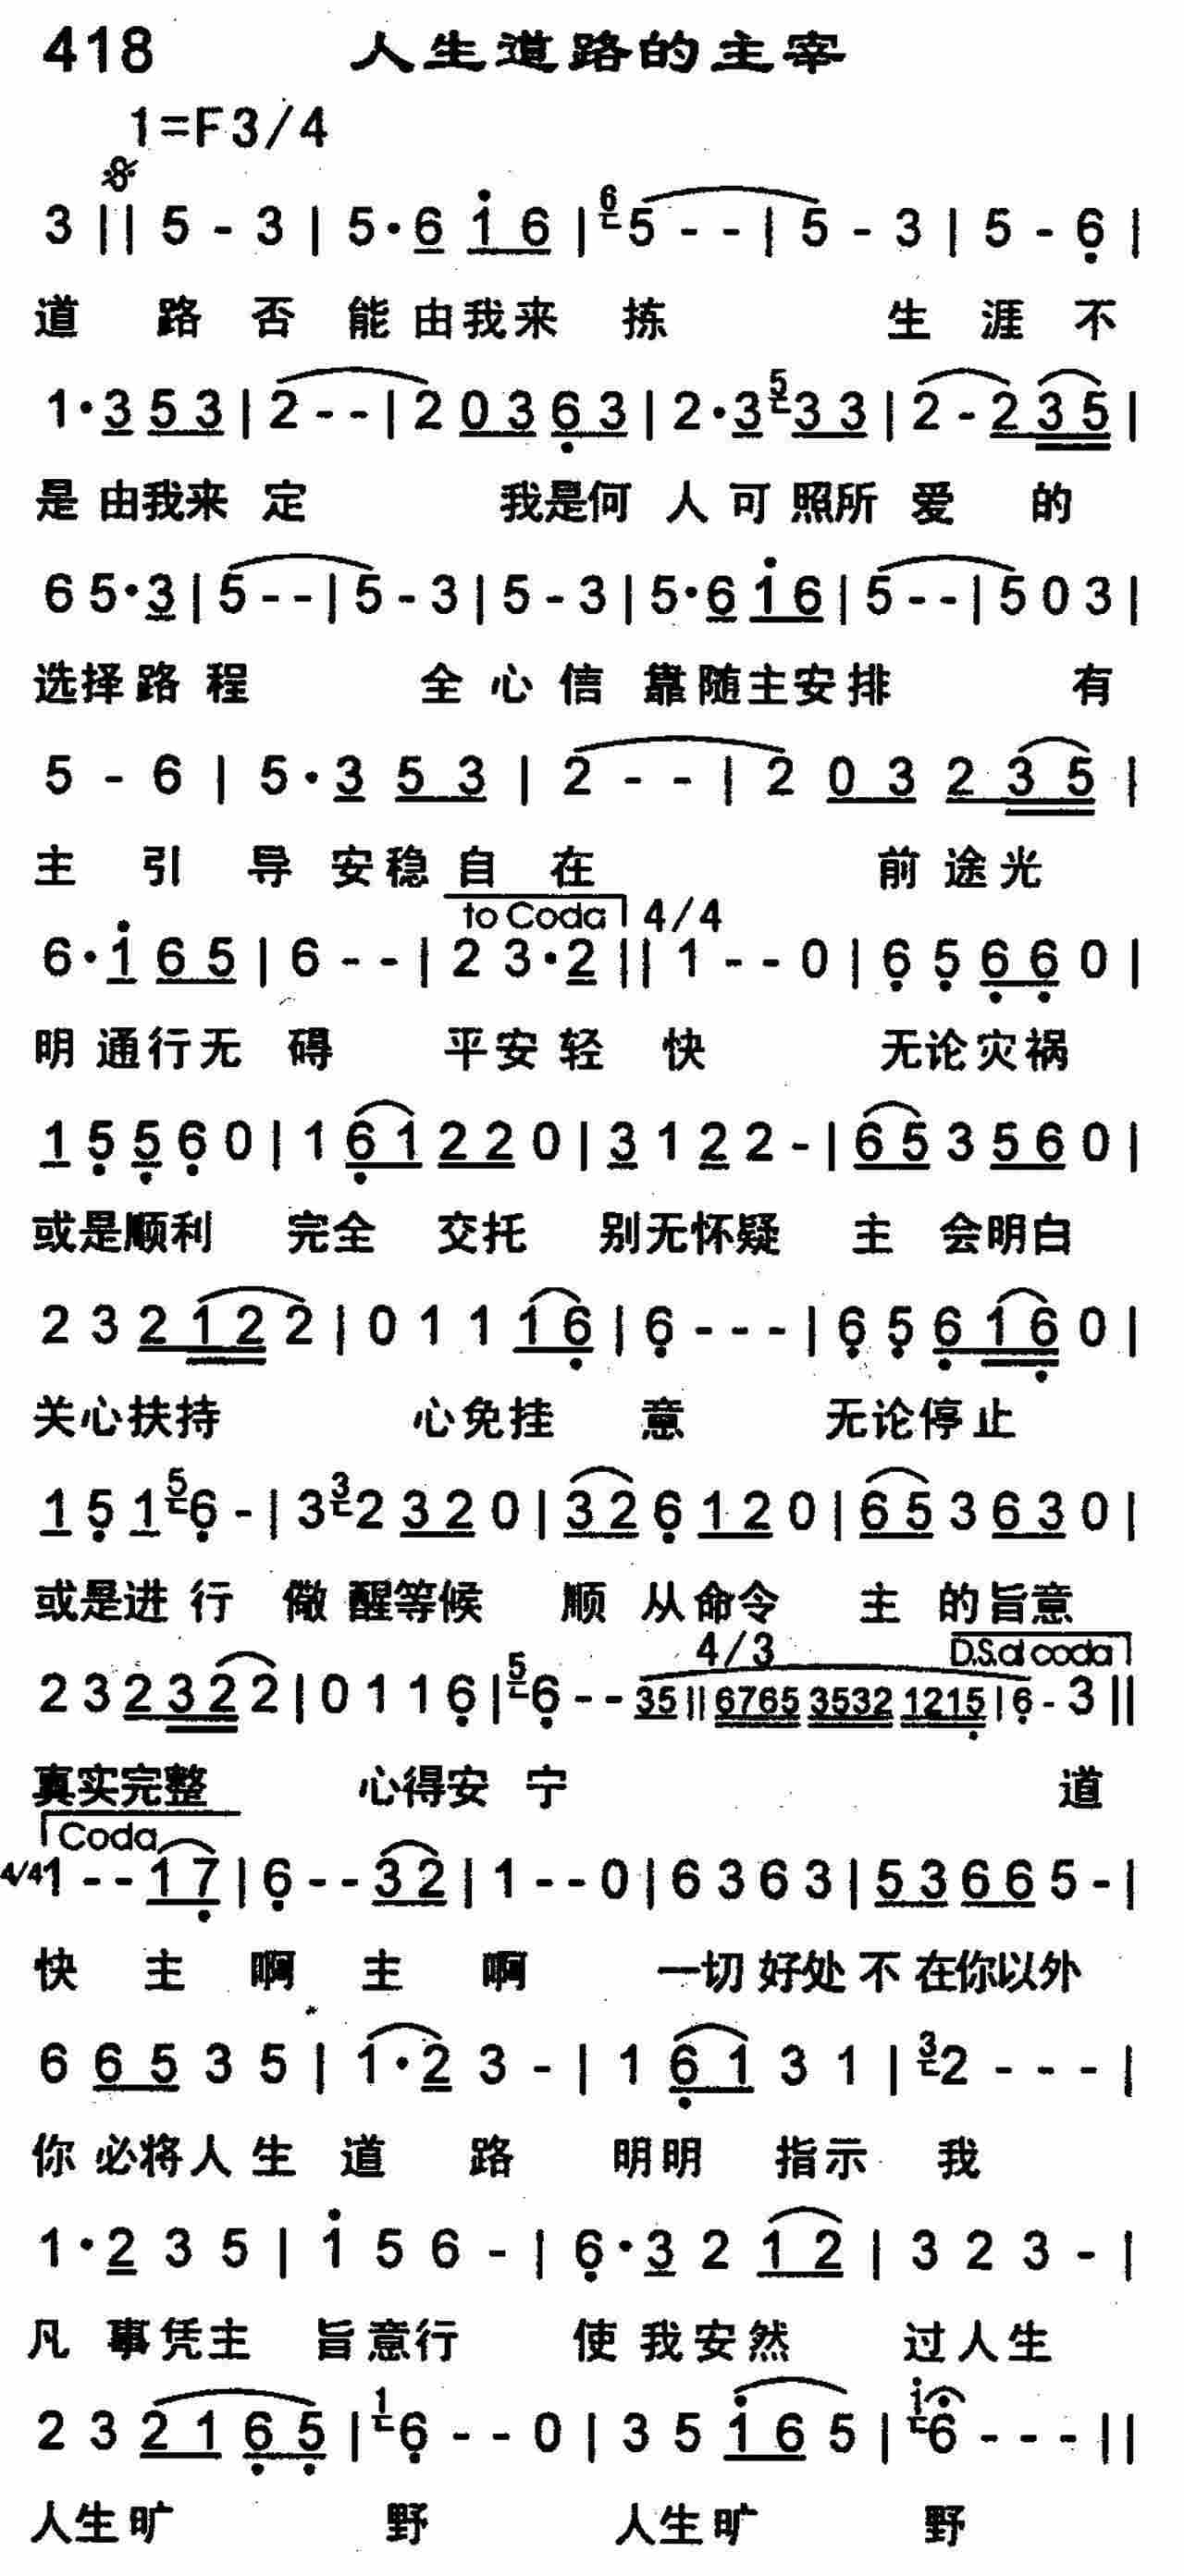 418 人生道路的主宰
1=F3/4
3 || 5 - 3 | 5· 6 1 6 | 6 5 - - | 5 - 3 | 5 - 6 |
道 路 否 能 由我来 拣 生 涯 不
1· 3 5 3 | 2 - - | 2 0 3 6 3 | 2· 3 5 3 3 | 2 - 2 3 5 |
是 由我来 定 我是何 人 可 照所 爱 的
6 5· 3 | 5 - - | 5 - 3 | 5 - 3 | 5· 6 1 6 | 5 - - | 5 0 3 |
选择路 程 全 心 信 靠随主安排 有
5 - 6 | 5· 3 5 3 | 2 - - | 2 0 3 2 3 5 |
主 引 导 安稳 自 在 前 途光
to Coda 4/4
6· 1 6 5 | 6 - - | 2 3· 2 || 1 - - 0 | 6 5 6 6 0 |
明 通行无 碍 平安 轻 快 无论灾祸
1 5 5 6 0 | 1 6 1 2 2 0 | 3 1 2 2 - | 6 5 3 5 6 0 |
或是顺利 完全 交托 别无怀疑 主 会明白
2 3 2 1 2 2 | 0 1 1 1 6 | 6 - - - | 6 5 6 1 6 0 |
关心扶持 心免挂 意 无论停止
1 5 1 5 6 - | 3 3 2 3 2 0 | 3 2 6 1 2 0 | 6 5 3 6 3 0 |
或是进 行 儆 醒等候 顺 从命令 主 的旨意
4/3 D.S.al coda
2 3 2 3 2 2 | 0 1 1 6 | 5 6 - - 3 5 || 6765 3532 1215 | 6 - 3 ||
真实完整 心得安 宁 道
Coda
4/4 1 - - 1 7 | 6 - - 3 2 | 1 - - 0 | 6 3 6 3 | 5 3 6 6 5 - |
快 主 啊 主 啊 一切 好处 不 在你以外
6 6 5 3 5 | 1· 2 3 - | 1 6 1 3 1 | 3 2 - - - |
你 必将人 生 道 路 明明 指示 我
1· 2 3 5 | 1 5 6 - | 6· 3 2 1 2 | 3 2 3 - |
凡 事凭主 旨意行 使 我安然 过人生
2 3 2 1 6 5 | 1 6 - - 0 | 3 5 1 6 5 | 1 6 - - - ||
人生旷 野 人生旷 野